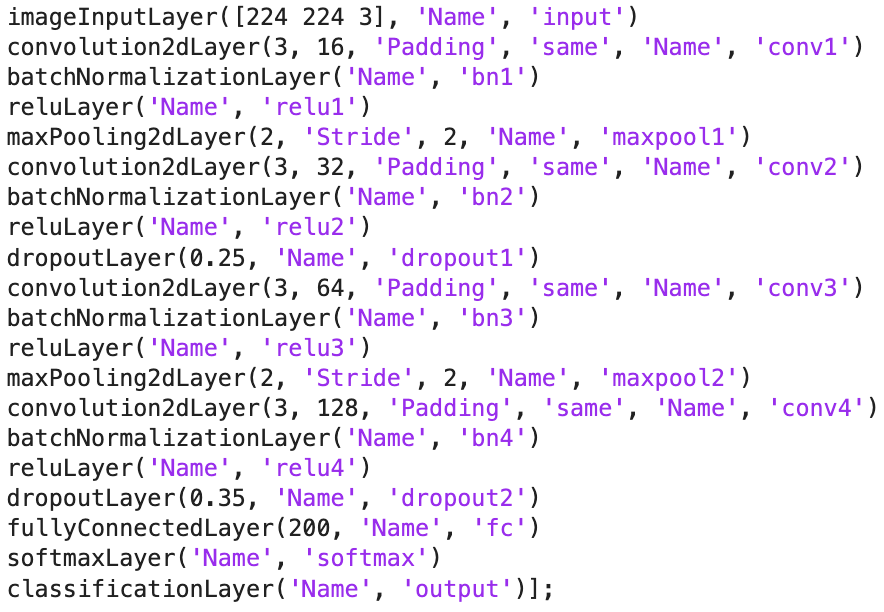 imageInputLayer([224 224 3], 'Name', 'input')
convolution2dLayer(3, 16, 'Padding', 'same', 'Name', 'conv1')
batchNormalizationLayer('Name', 'bn1')
reluLayer('Name', 'relu1')
maxPooling2dLayer(2, 'Stride', 2, 'Name', 'maxpool1')
convolution2dLayer(3, 32, 'Padding', 'same', 'Name', 'conv2')
batchNormalizationLayer('Name', 'bn2')
reluLayer('Name', 'relu2')
dropoutLayer(0.25, 'Name', 'dropout1')
convolution2dLayer(3, 64, 'Padding', 'same', 'Name', 'conv3')
batchNormalizationLayer('Name', 'bn3')
reluLayer('Name', 'relu3')
maxPooling2dLayer(2, 'Stride', 2, 'Name', 'maxpool2')
convolution2dLayer(3, 128, 'Padding', 'same', 'Name', 'conv4')
batchNormalizationLayer('Name', 'bn4')
reluLayer('Name', 'relu4')
dropoutLayer(0.35, 'Name', 'dropout2')
fullyConnectedLayer(200, 'Name', 'fc')
softmaxLayer('Name', 'softmax')
classificationLayer('Name', 'output')];